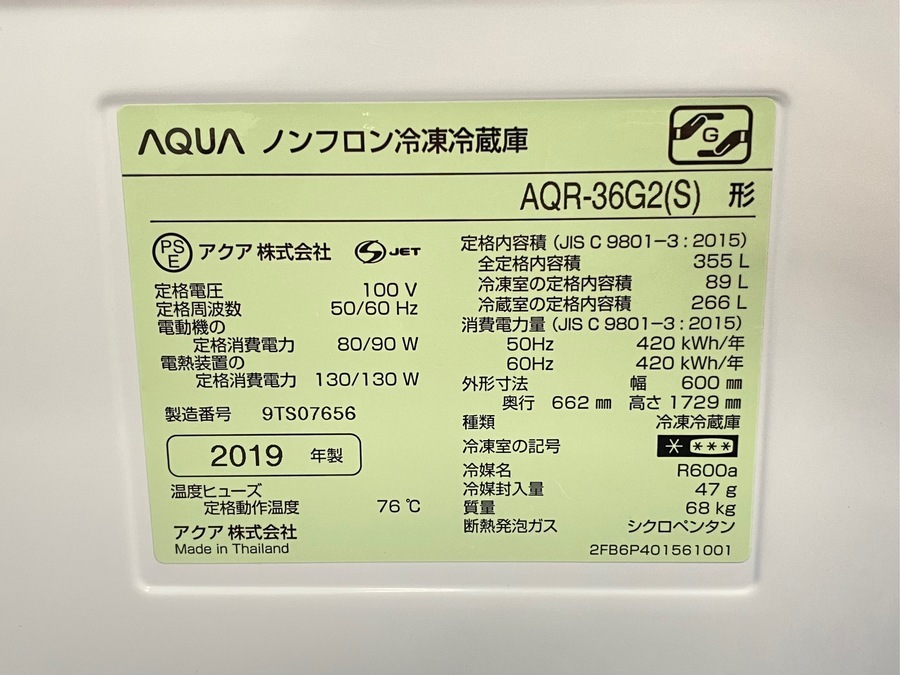 AQUA ノンフロン冷凍冷蔵庫
G
AQR-36G2(S) 形
PS E アクア 株式会社 S JET
定格電圧 100 V
定格周波数 50/60 Hz
電動機の
定格消費電力 80/90 W
電熱装置の
定格消費電力 130/130 W
製造番号 9TS07656
2019 年製
温度ヒューズ
定格動作温度 76 ℃
アクア 株式会社
Made in Thailand
定格内容積 (JIS C 9801-3 : 2015)
全定格内容積 355 L
冷凍室の定格内容積 89 L
冷蔵室の定格内容積 266 L
消費電力量 (JIS C 9801-3 : 2015)
50Hz 420 kWh/年
60Hz 420 kWh/年
外形寸法 幅 600 ㎜
奥行 662 ㎜ 高さ 1729 ㎜
種類 冷凍冷蔵庫
冷凍室の記号 * ***
冷媒名 R600a
冷媒封入量 47 g
質量 68 kg
断熱発泡ガス シクロペンタン
2FB6P401561001